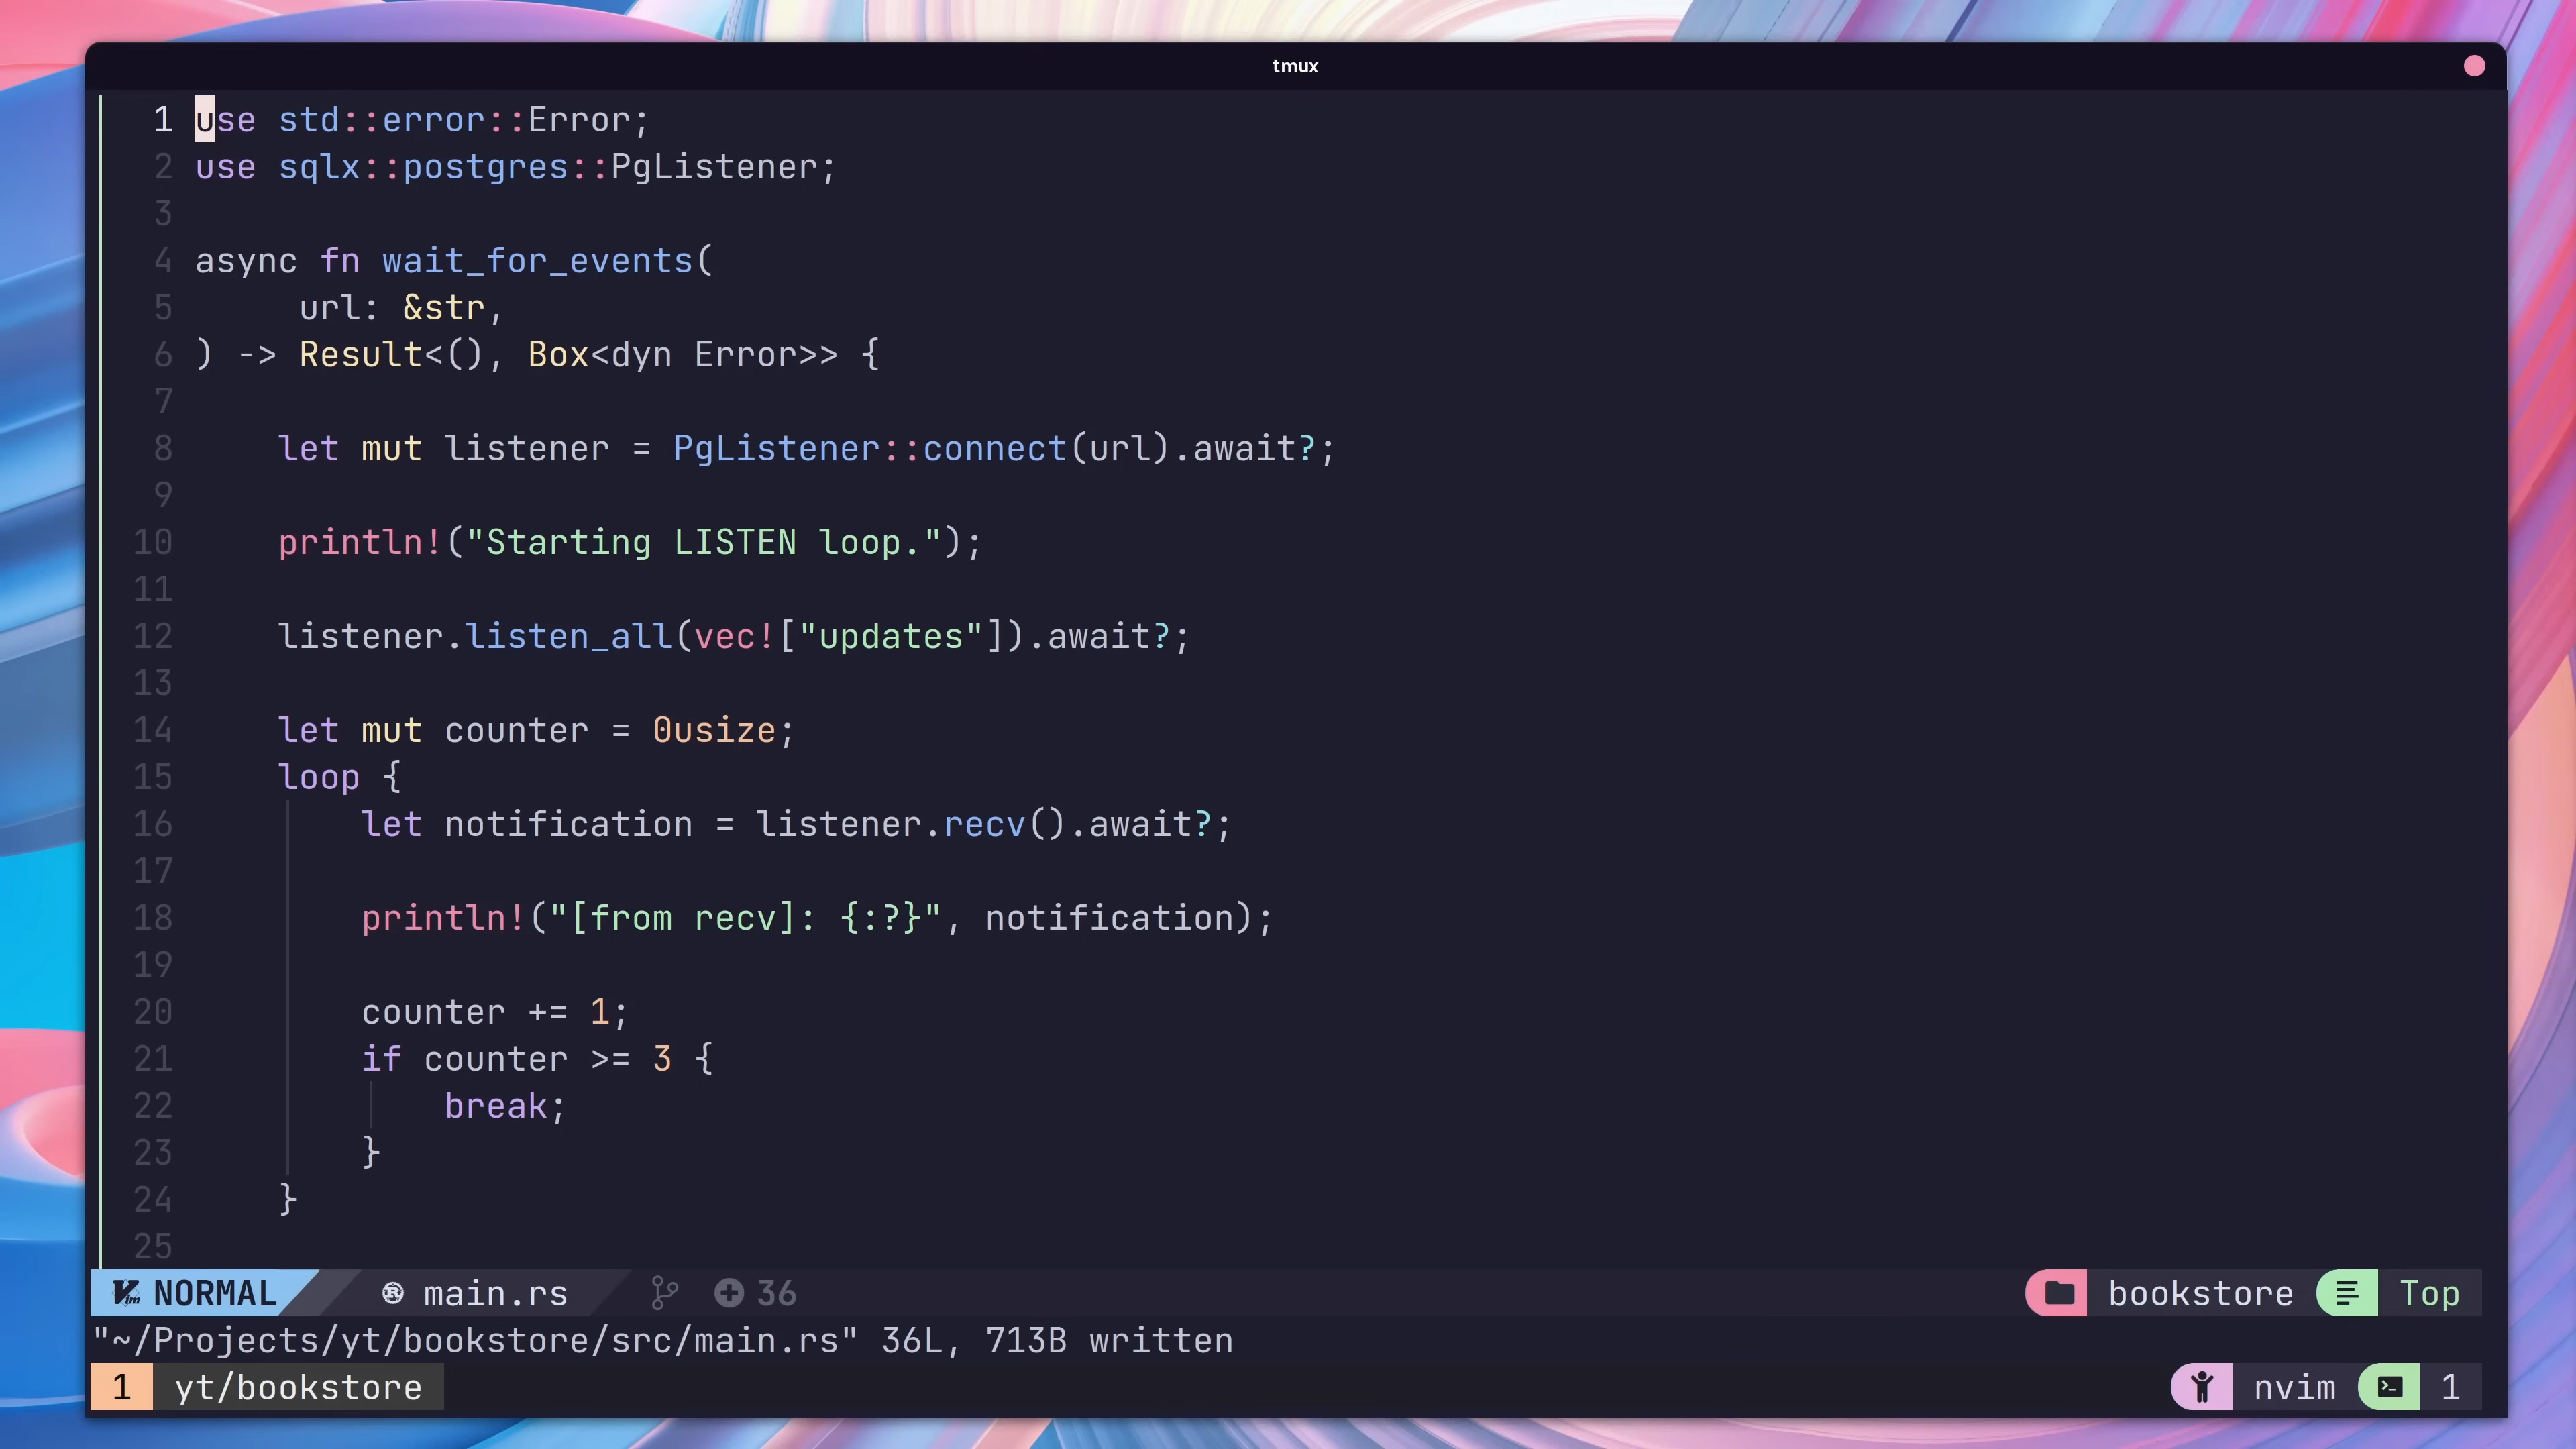 tmux
1 use std::error::Error;
2 use sqlx::postgres::PgListener;
3
4 async fn wait_for_events(
5      url: &str,
6 ) -> Result<(), Box<dyn Error>> {
7
8     let mut listener = PgListener::connect(url).await?;
9
10     println!("Starting LISTEN loop.");
11
12     listener.listen_all(vec!["updates"]).await?;
13
14     let mut counter = 0usize;
15     loop {
16         let notification = listener.recv().await?;
17
18         println!("[from recv]: {:?}", notification);
19
20         counter += 1;
21         if counter >= 3 {
22             break;
23         }
24     }
25
NORMAL main.rs 36 bookstore Top
"~/Projects/yt/bookstore/src/main.rs" 36L, 713B written
1 yt/bookstore nvim 1